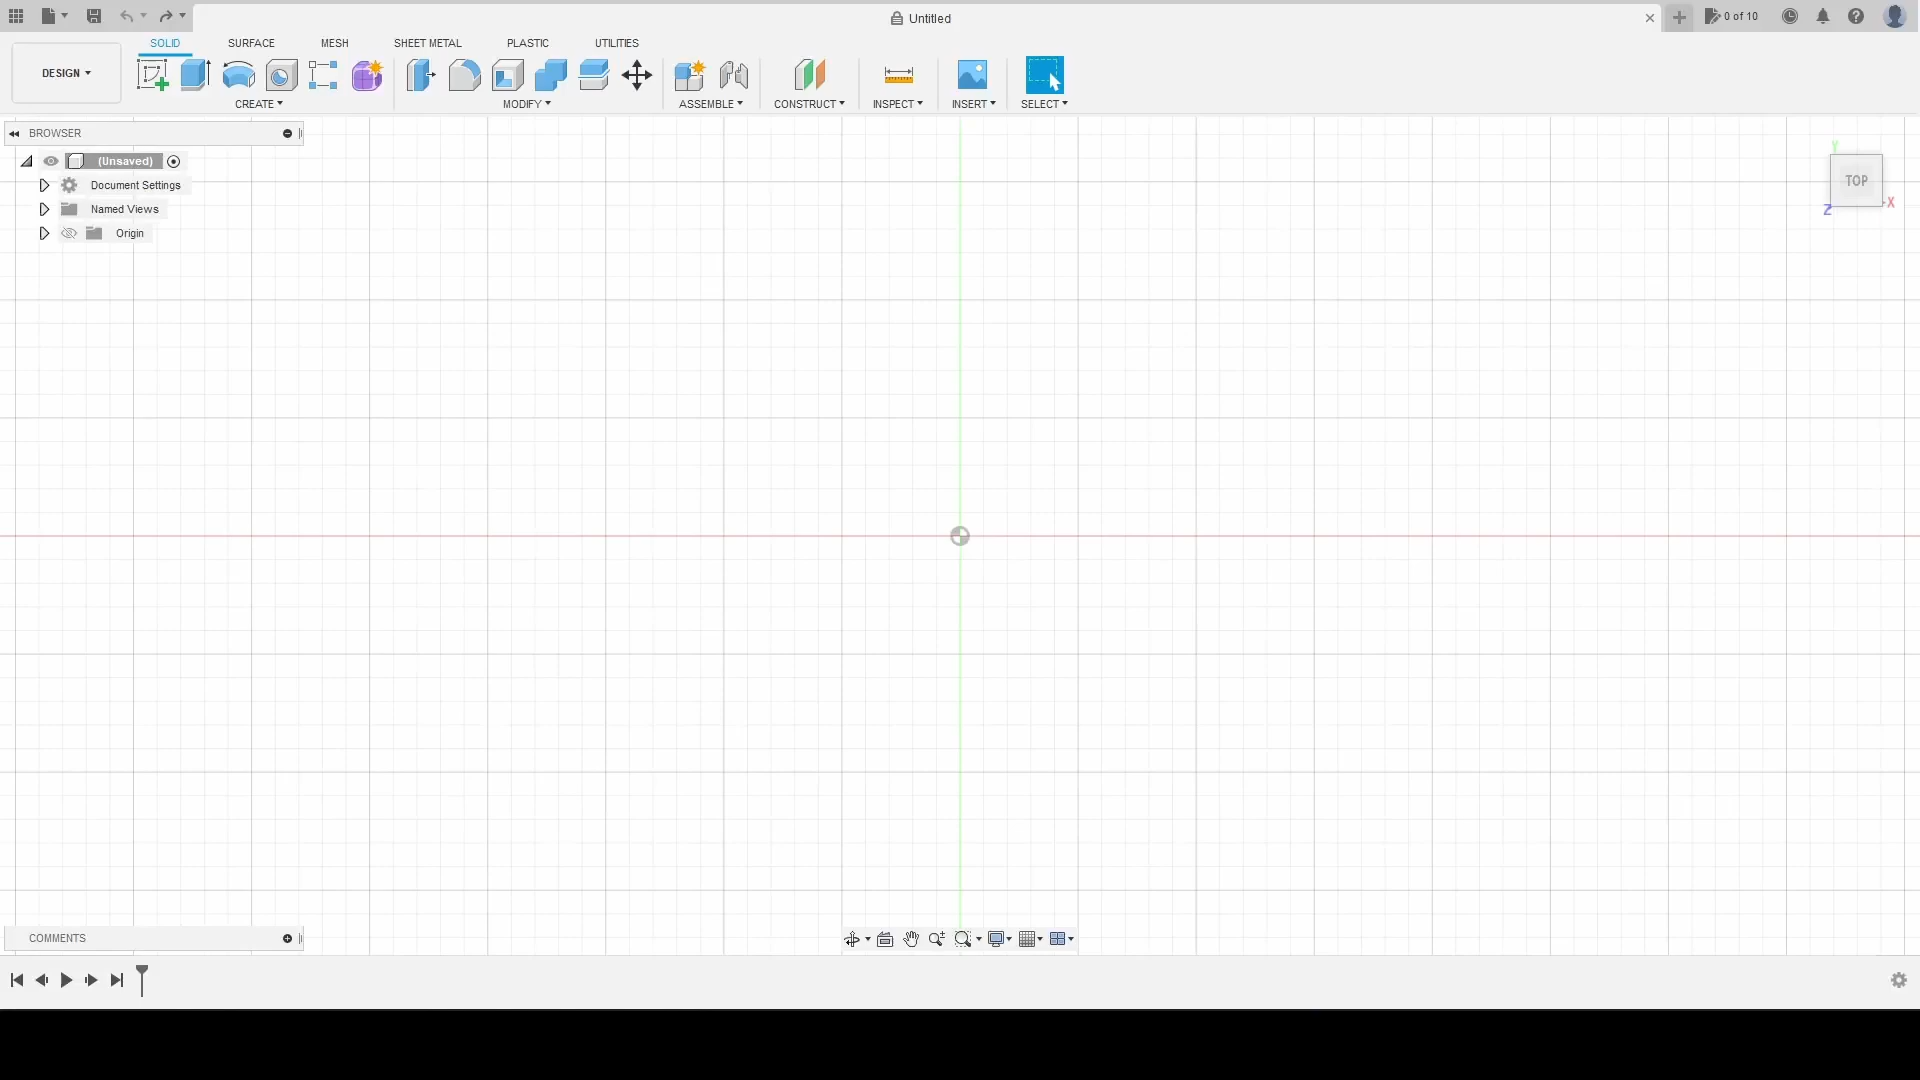 Untitled
0 of 10
SOLID
SURFACE
MESH
SHEET METAL
PLASTIC
UTILITIES
DESIGN
CREATE
MODIFY
ASSEMBLE
CONSTRUCT
INSPECT
INSERT
SELECT
BROWSER
(Unsaved)
Document Settings
Named Views
Origin
Y
TOP
X
Z
COMMENTS